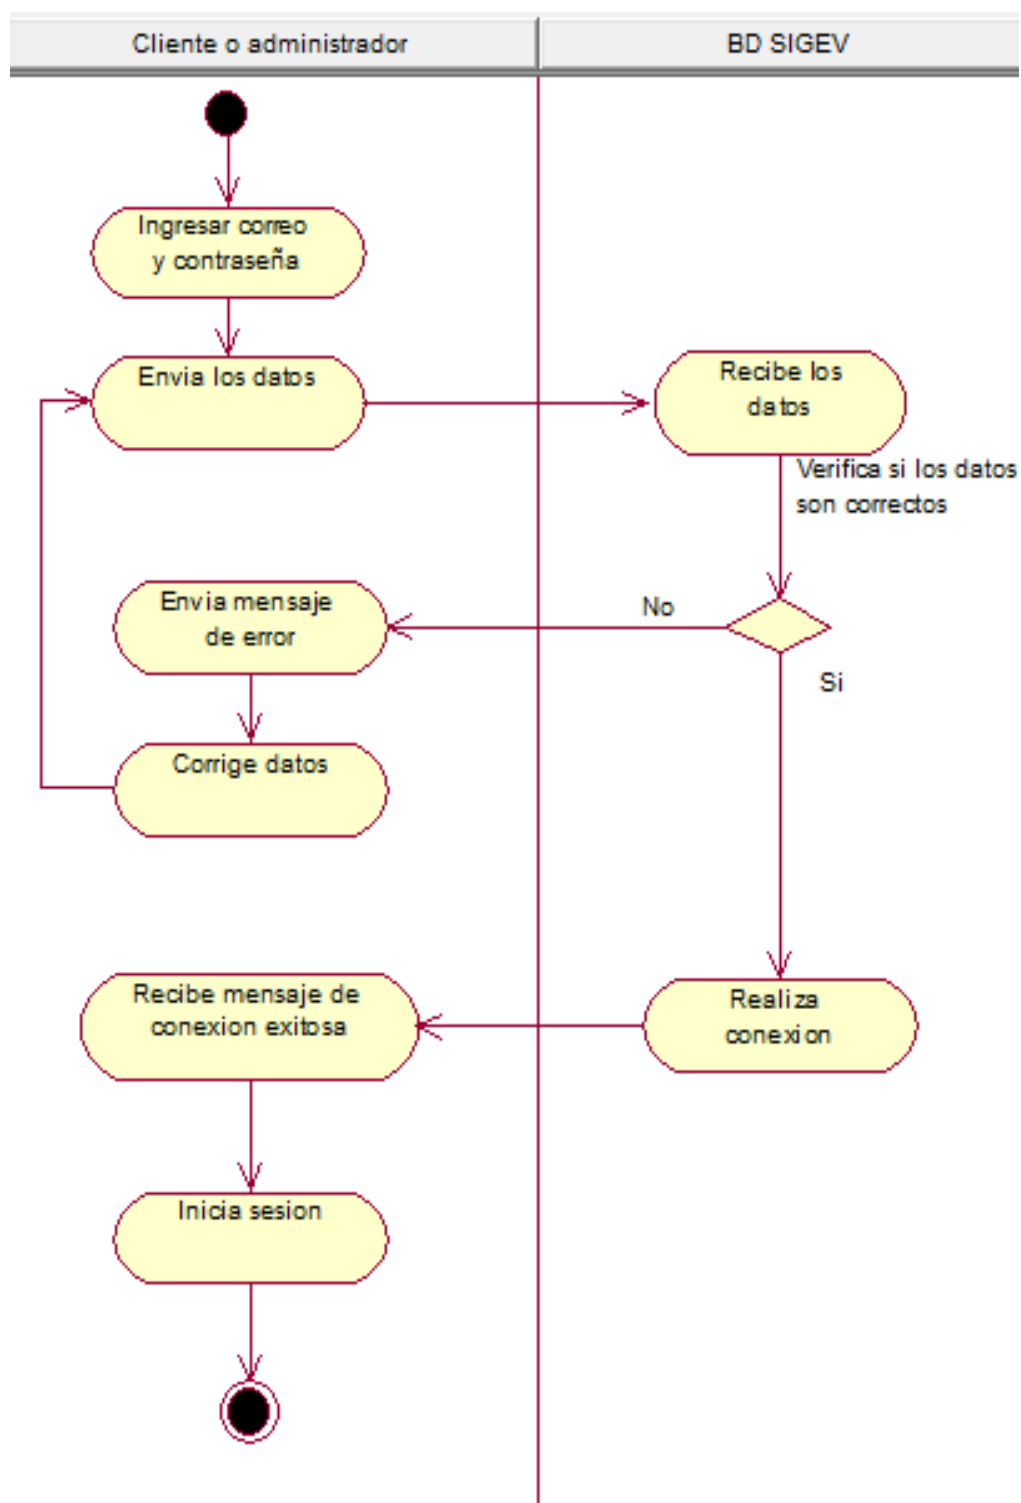 Cliente o administrador
BD SIGEV
Ingresar correo
y contraseña
Envia los datos
Recibe los
datos
Verifica si los datos
son correctos
No
Si
Envia mensaje
de error
Corrige datos
Realiza
conexion
Recibe mensaje de
conexion exitosa
Inicia sesion